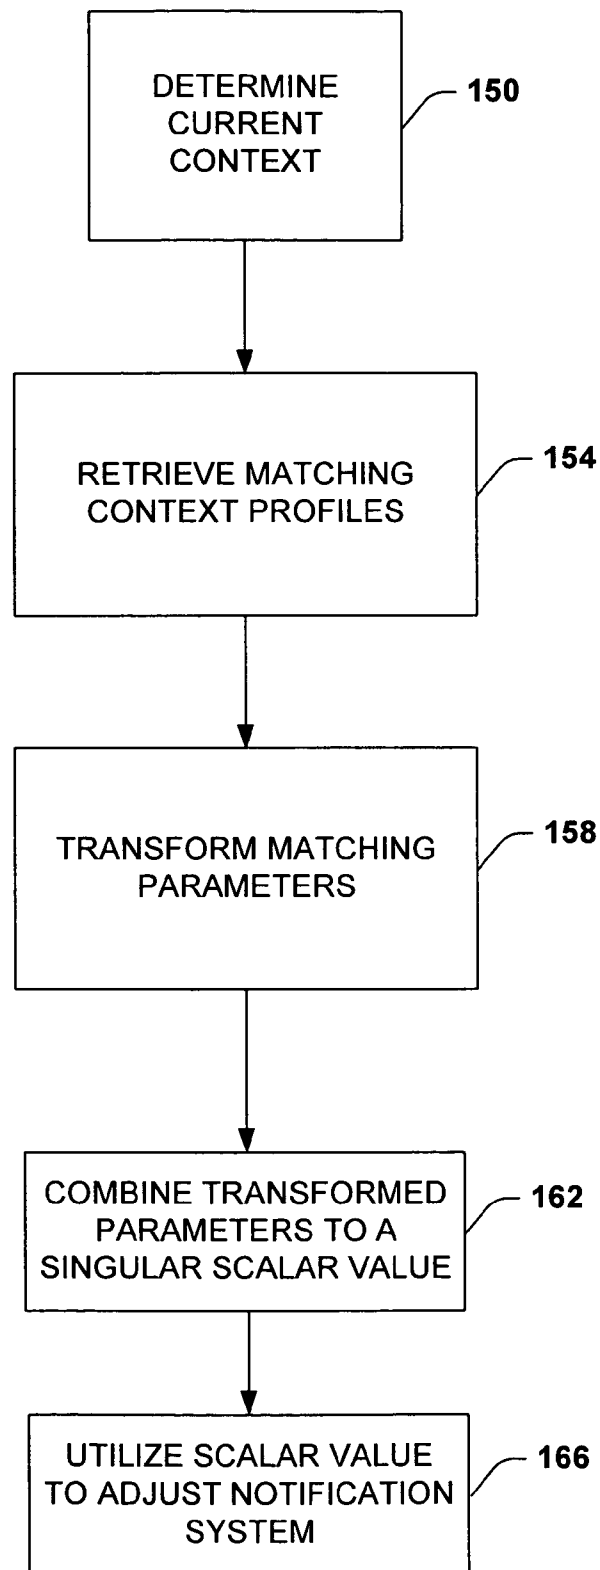 DETERMINE
CURRENT
CONTEXT
150
RETRIEVE MATCHING
CONTEXT PROFILES
154
TRANSFORM MATCHING
PARAMETERS
158
COMBINE TRANSFORMED
PARAMETERS TO A
SINGULAR SCALAR VALUE
162
UTILIZE SCALAR VALUE
TO ADJUST NOTIFICATION
SYSTEM
166